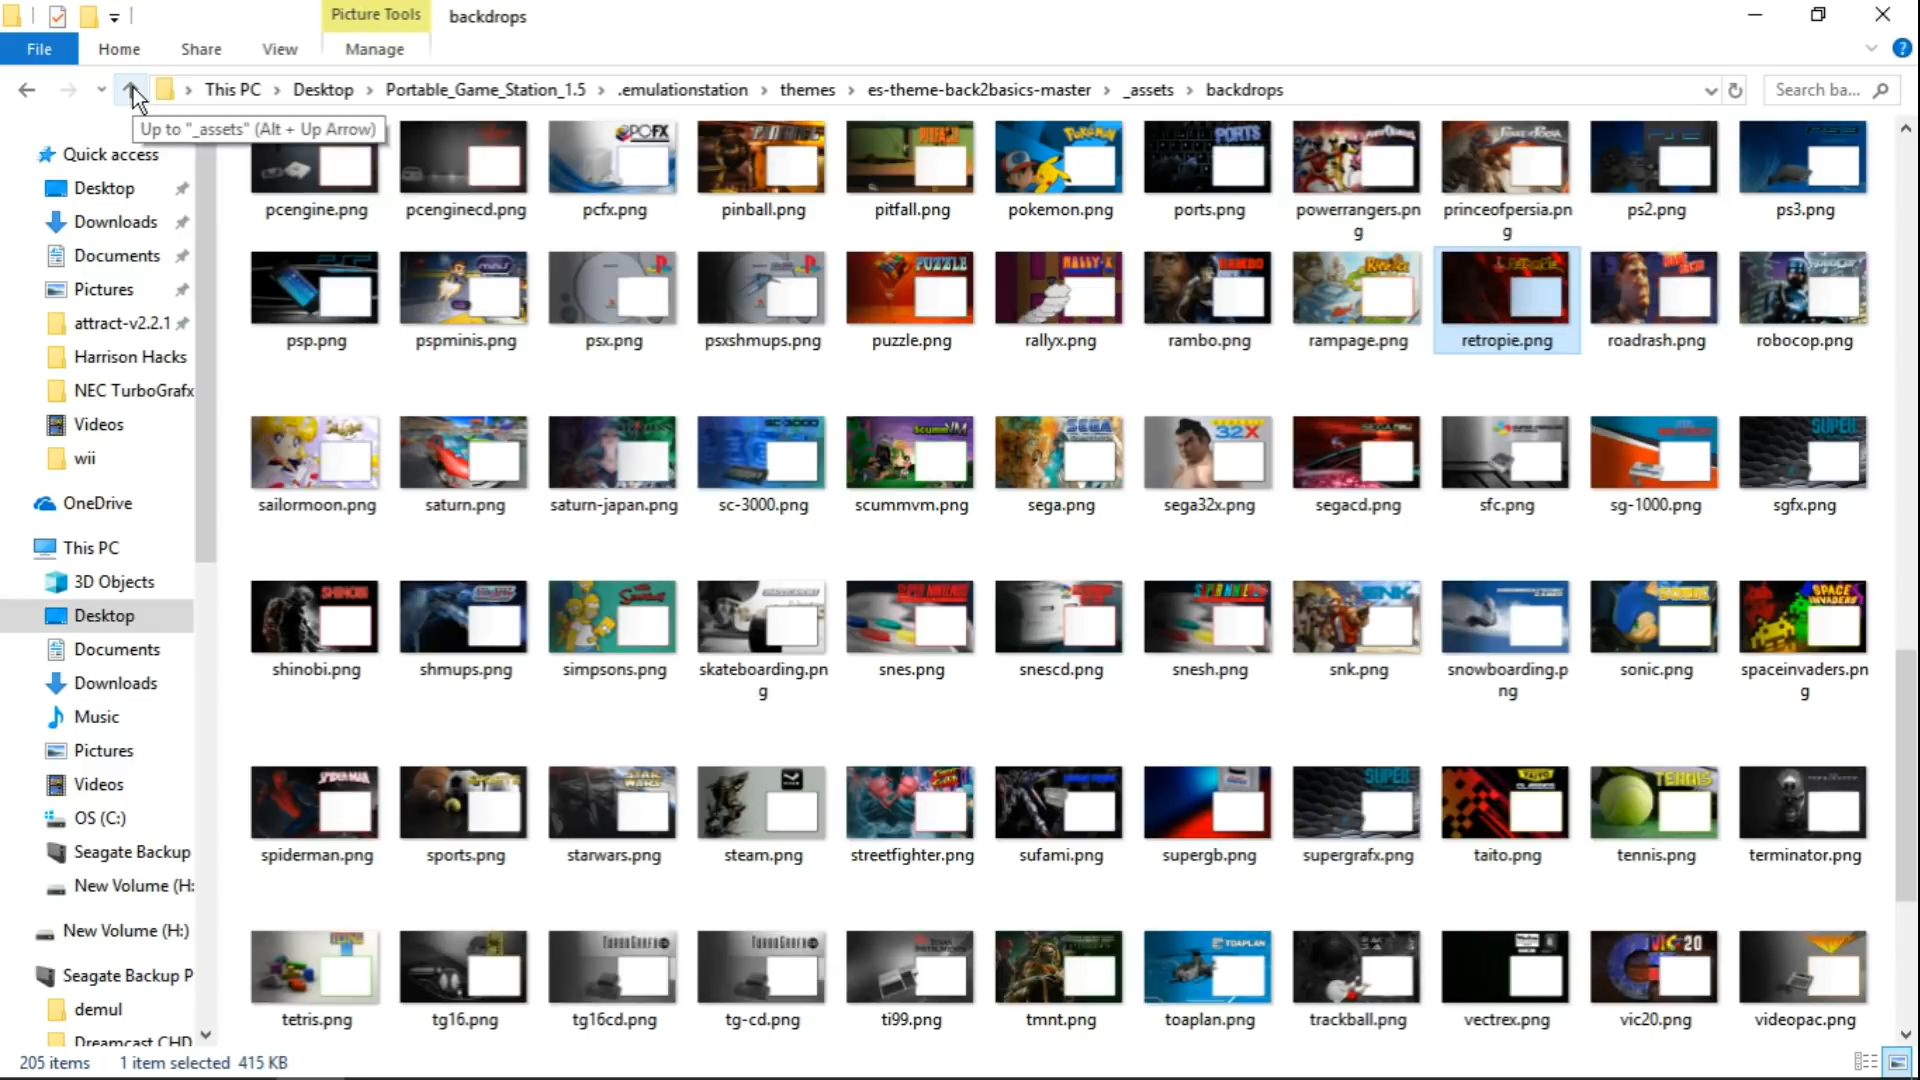 Picture Tools
backdrops
File
Home
Share
View
Manage
This PC
Desktop
Portable_Game_Station_1.5
.emulationstation
themes
es-theme-back2basics-master
_assets
backdrops
Search ba...
Up to "_assets" (Alt + Up Arrow)
Quick access
Desktop
Downloads
Documents
Pictures
attract-v2.2.1
Harrison Hacks
NEC TurboGrafx
Videos
wii
OneDrive
This PC
3D Objects
Desktop
Documents
Downloads
Music
Pictures
Videos
OS (C:)
Seagate Backup
New Volume (H:
New Volume (H:)
Seagate Backup P
demul
Dreamcast CHD
pcengine.png
pcenginecd.png
pcfx.png
pinball.png
pitfall.png
pokemon.png
ports.png
powerrangers.pn
g
princeofpersia.pn
g
ps2.png
ps3.png
psp.png
pspminis.png
psx.png
psxshmups.png
puzzle.png
rallyx.png
rambo.png
rampage.png
retropie.png
roadrash.png
robocop.png
sailormoon.png
saturn.png
saturn-japan.png
sc-3000.png
scummvm.png
sega.png
sega32x.png
segacd.png
sfc.png
sg-1000.png
sgfx.png
shinobi.png
shmups.png
simpsons.png
skateboarding.pn
g
snes.png
snescd.png
snesh.png
snk.png
snowboarding.p
ng
sonic.png
spaceinvaders.pn
g
spiderman.png
sports.png
starwars.png
steam.png
streetfighter.png
sufami.png
supergb.png
supergrafx.png
taito.png
tennis.png
terminator.png
tetris.png
tg16.png
tg16cd.png
tg-cd.png
ti99.png
tmnt.png
toaplan.png
trackball.png
vectrex.png
vic20.png
videopac.png
205 items
1 item selected 415 KB